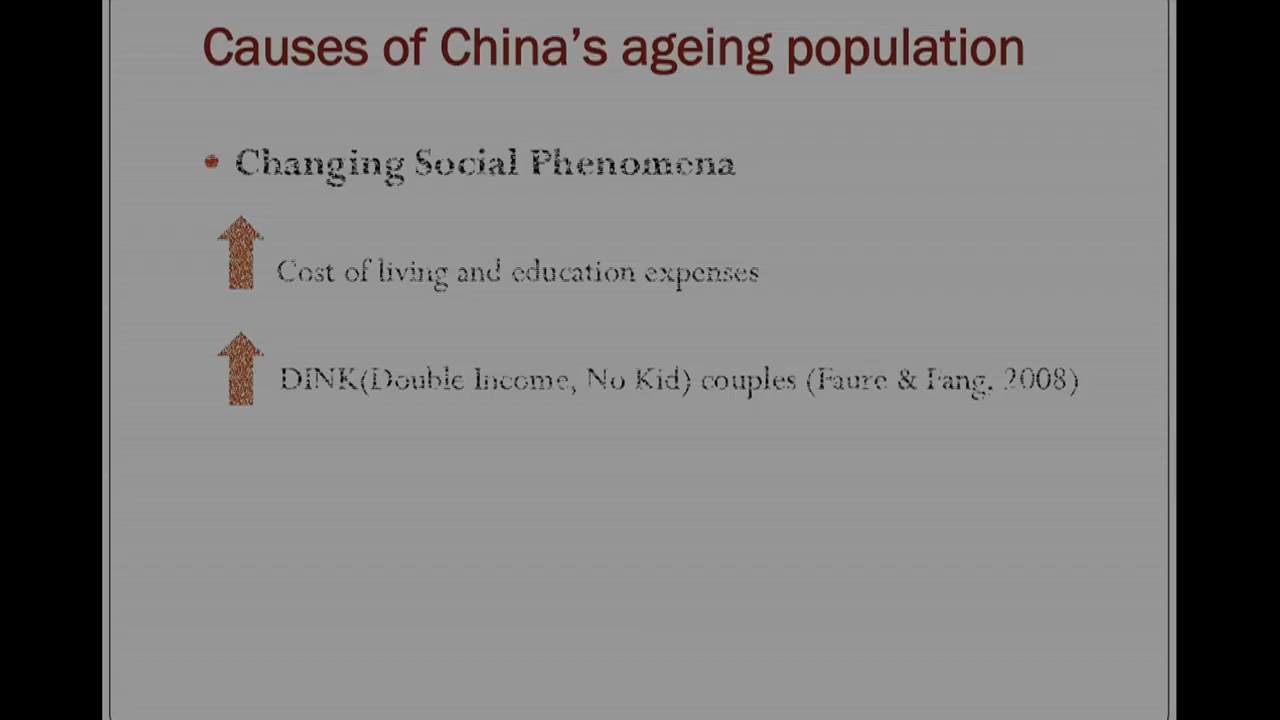 Causes of China's ageing population
Changing Social Phenomena
Cost of living and education expenses
DINK(Double Income, No Kid) couples (Faure & Fang, 2008)